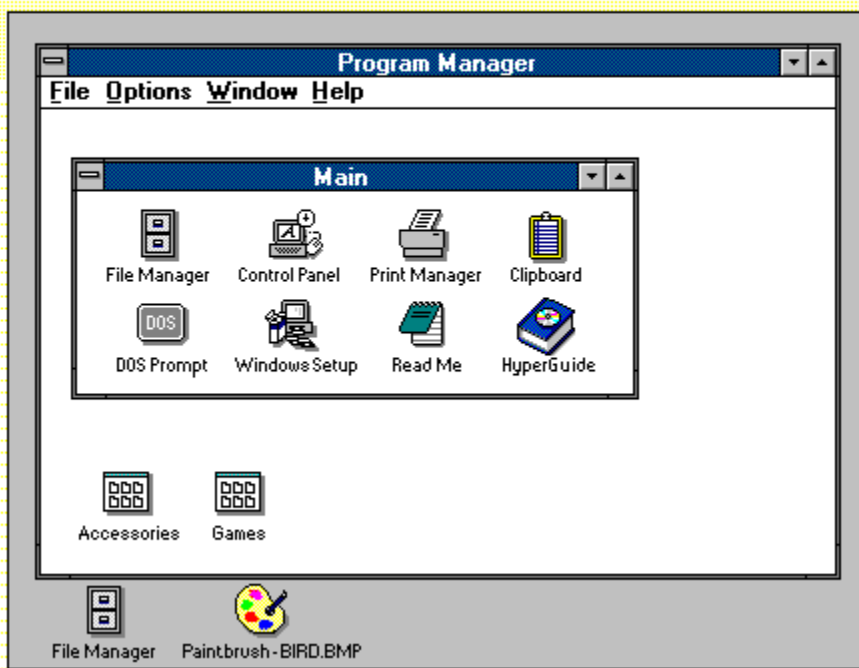 Program Manager
File Options Window Help
Main
File Manager Control Panel Print Manager Clipboard
DOS
DOS Prompt Windows Setup Read Me HyperGuide
Accessories Games
File Manager Paintbrush - BIRD.BMP